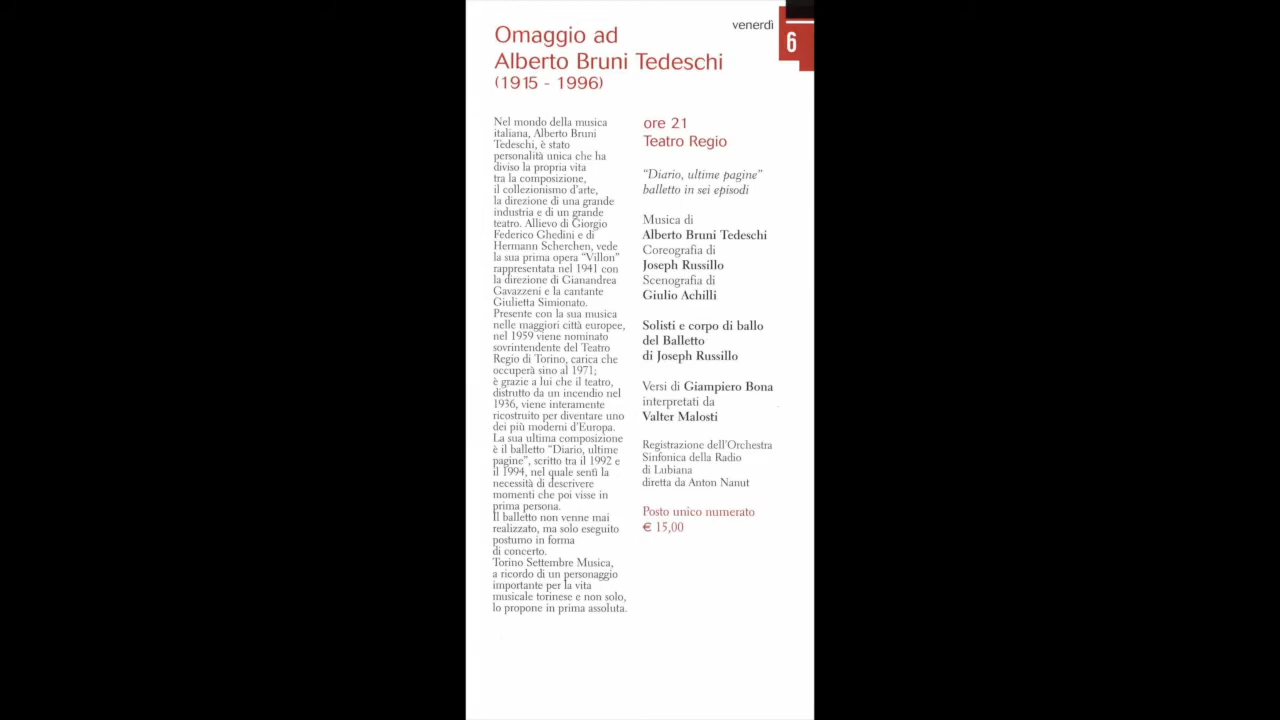 venerdì
6
Omaggio ad
Alberto Bruni Tedeschi
(1915 - 1996)
Nel mondo della musica
italiana, Alberto Bruni
Tedeschi, è stato
personalità unica che ha
diviso la propria vita
tra la composizione,
il collezionismo d'arte,
la direzione di una grande
industria e di un grande
teatro. Allievo di Giorgio
Federico Ghedini e di
Hermann Scherchen, vede
la sua prima opera “Villon”
rappresentata nel 1941 con
la direzione di Gianandrea
Gavazzeni e la cantante
Giulietta Simionato.
Presente con la sua musica
nelle maggiori città europee,
nel 1959 viene nominato
sovrintendente del Teatro
Regio di Torino, carica che
occuperà sino al 1971;
è grazie a lui che il teatro,
distrutto da un incendio nel
1936, viene interamente
ricostruito per diventare uno
dei più moderni d'Europa.
La sua ultima composizione
è il balletto “Diario, ultime
pagine”, scritto tra il 1992 e
il 1994, nel quale sentì la
necessità di descrivere
momenti che poi visse in
prima persona.
Il balletto non venne mai
realizzato, ma solo eseguito
postumo in forma
di concerto.
Torino Settembre Musica,
a ricordo di un personaggio
importante per la vita
musicale torinese e non solo,
lo propone in prima assoluta.
ore 21
Teatro Regio
“Diario, ultime pagine”
balletto in sei episodi
Musica di
Alberto Bruni Tedeschi
Coreografia di
Joseph Russillo
Scenografia di
Giulio Achilli
Solisti e corpo di ballo
del Balletto
di Joseph Russillo
Versi di Giampiero Bona
interpretati da
Valter Malosti
Registrazione dell'Orchestra
Sinfonica della Radio
di Lubiana
diretta da Anton Nanut
Posto unico numerato
€ 15,00